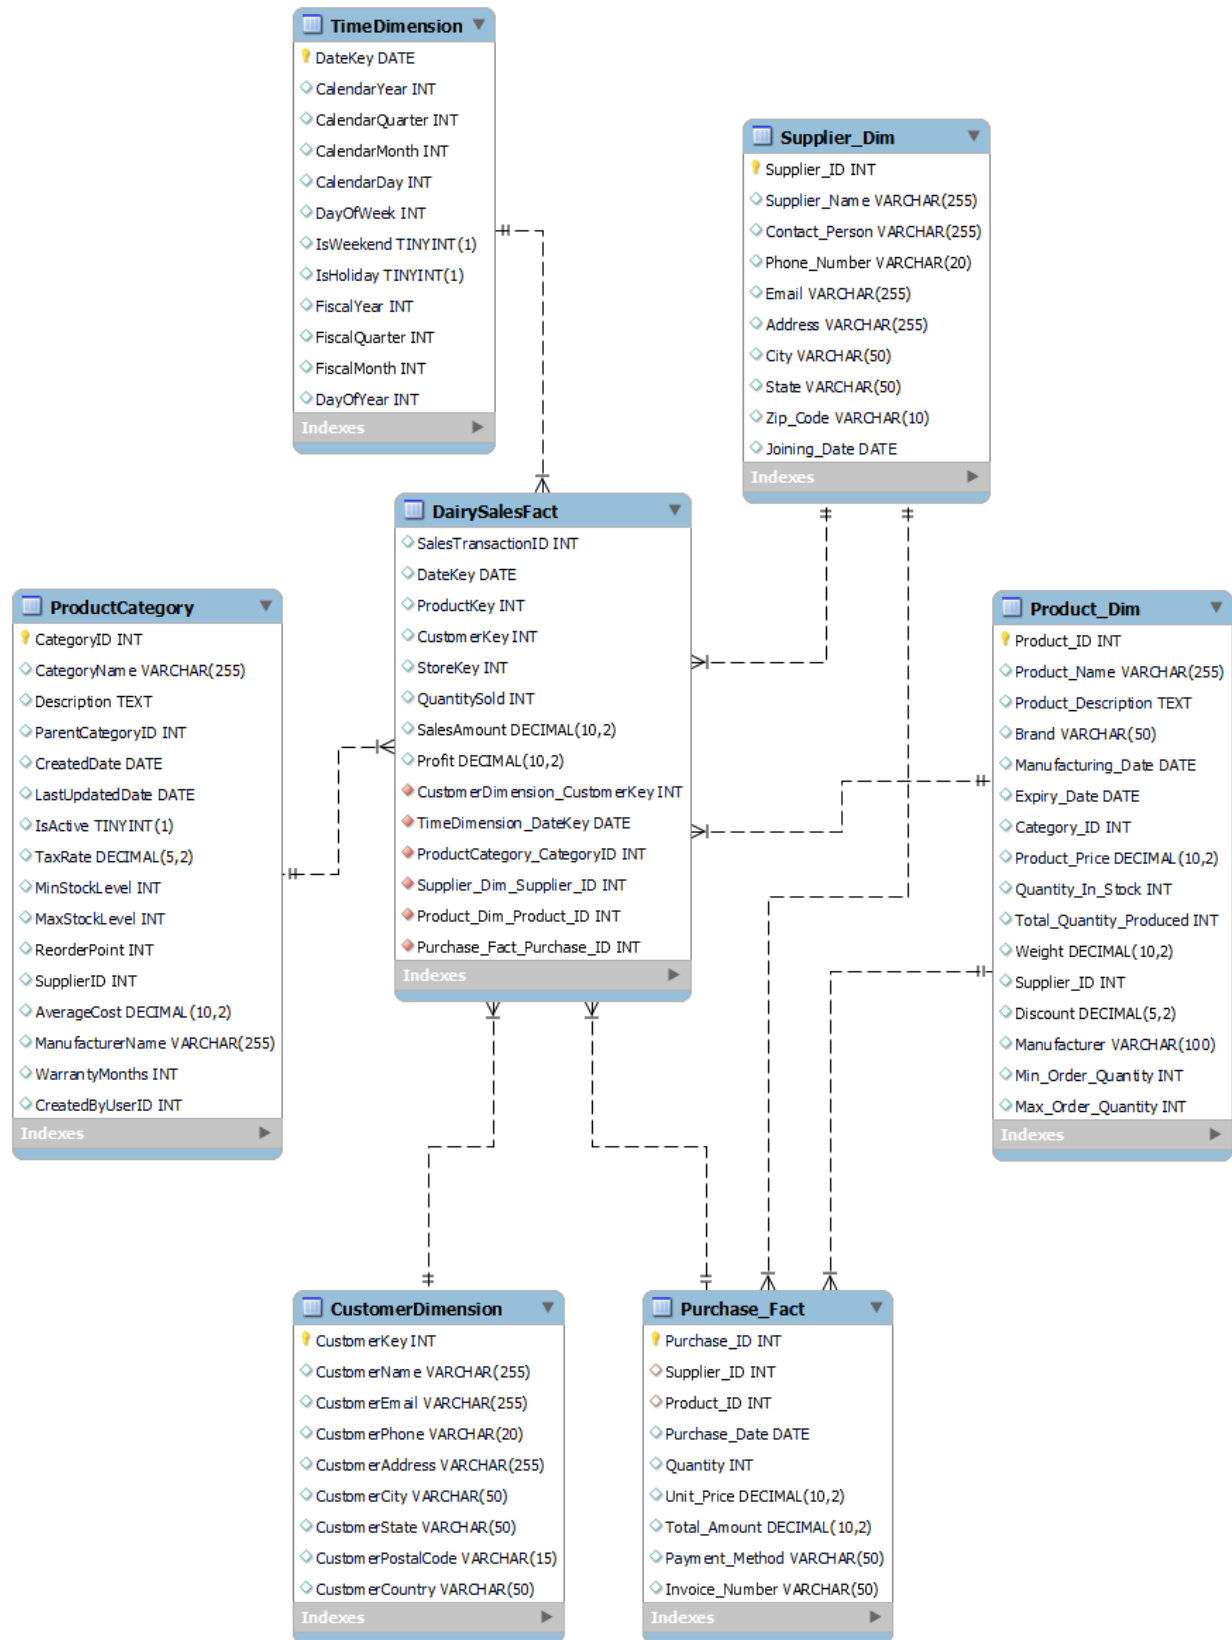 TimeDimension
DateKey DATE
CalendarYear INT
CalendarQuarter INT
CalendarMonth INT
CalendarDay INT
DayOfWeek INT
IsWeekend TINYINT(1)
IsHoliday TINYINT(1)
FiscalYear INT
FiscalQuarter INT
FiscalMonth INT
DayOfYear INT
Indexes
Supplier_Dim
Supplier_ID INT
Supplier_Name VARCHAR(255)
Contact_Person VARCHAR(255)
Phone_Number VARCHAR(20)
Email VARCHAR(255)
Address VARCHAR(255)
City VARCHAR(50)
State VARCHAR(50)
Zip_Code VARCHAR(10)
Joining_Date DATE
Indexes
DairySalesFact
SalesTransactionID INT
DateKey DATE
ProductKey INT
CustomerKey INT
StoreKey INT
QuantitySold INT
SalesAmount DECIMAL(10,2)
Profit DECIMAL(10,2)
CustomerDimension_CustomerKey INT
TimeDimension_DateKey DATE
ProductCategory_CategoryID INT
Supplier_Dim_Supplier_ID INT
Product_Dim_Product_ID INT
Purchase_Fact_Purchase_ID INT
Indexes
ProductCategory
CategoryID INT
CategoryName VARCHAR(255)
Description TEXT
ParentCategoryID INT
CreatedDate DATE
LastUpdatedDate DATE
IsActive TINYINT(1)
TaxRate DECIMAL(5,2)
MinStockLevel INT
MaxStockLevel INT
ReorderPoint INT
SupplierID INT
AverageCost DECIMAL(10,2)
ManufacturerName VARCHAR(255)
WarrantyMonths INT
CreatedByUserID INT
Indexes
Product_Dim
Product_ID INT
Product_Name VARCHAR(255)
Product_Description TEXT
Brand VARCHAR(50)
Manufacturing_Date DATE
Expiry_Date DATE
Category_ID INT
Product_Price DECIMAL(10,2)
Quantity_In_Stock INT
Total_Quantity_Produced INT
Weight DECIMAL(10,2)
Supplier_ID INT
Discount DECIMAL(5,2)
Manufacturer VARCHAR(100)
Min_Order_Quantity INT
Max_Order_Quantity INT
Indexes
CustomerDimension
CustomerKey INT
CustomerName VARCHAR(255)
CustomerEmail VARCHAR(255)
CustomerPhone VARCHAR(20)
CustomerAddress VARCHAR(255)
CustomerCity VARCHAR(50)
CustomerState VARCHAR(50)
CustomerPostalCode VARCHAR(15)
CustomerCountry VARCHAR(50)
Indexes
Purchase_Fact
Purchase_ID INT
Supplier_ID INT
Product_ID INT
Purchase_Date DATE
Quantity INT
Unit_Price DECIMAL(10,2)
Total_Amount DECIMAL(10,2)
Payment_Method VARCHAR(50)
Invoice_Number VARCHAR(50)
Indexes